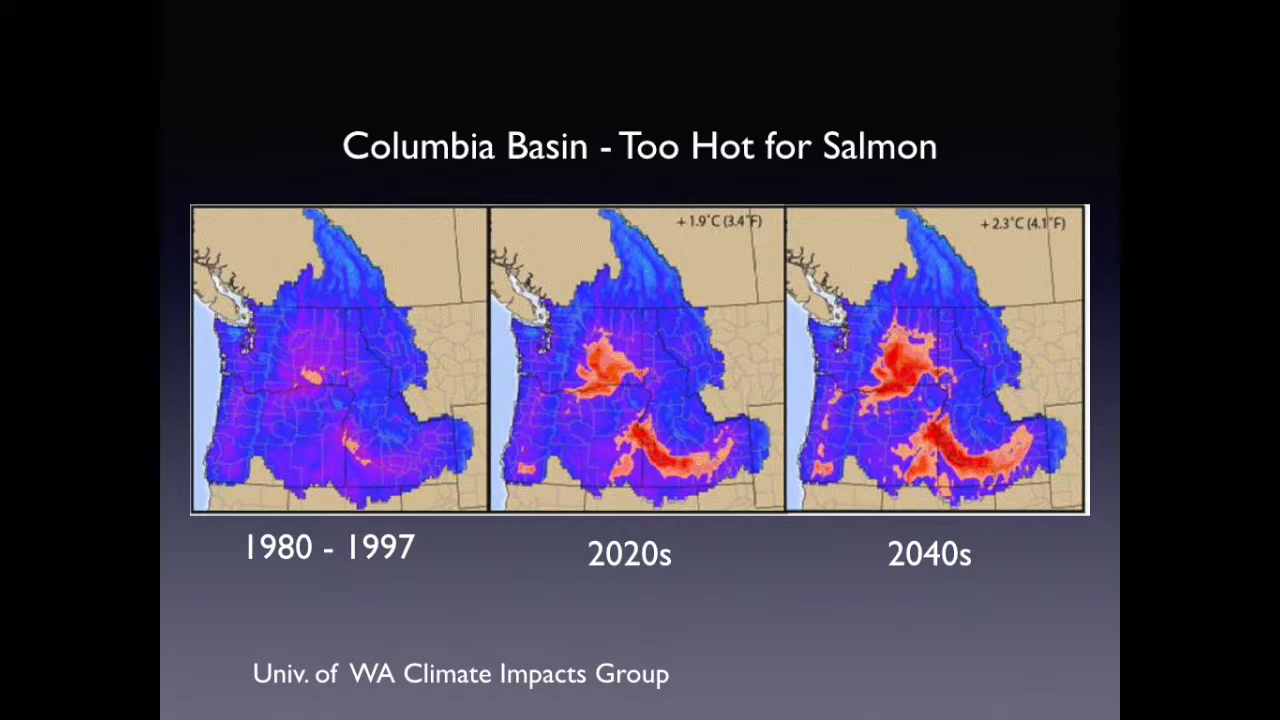 Columbia Basin - Too Hot for Salmon
+ 1.9˚C (3.4˚F)
+ 2.3˚C (4.1˚F)
1980 - 1997
2020s
2040s
Univ. of WA Climate Impacts Group